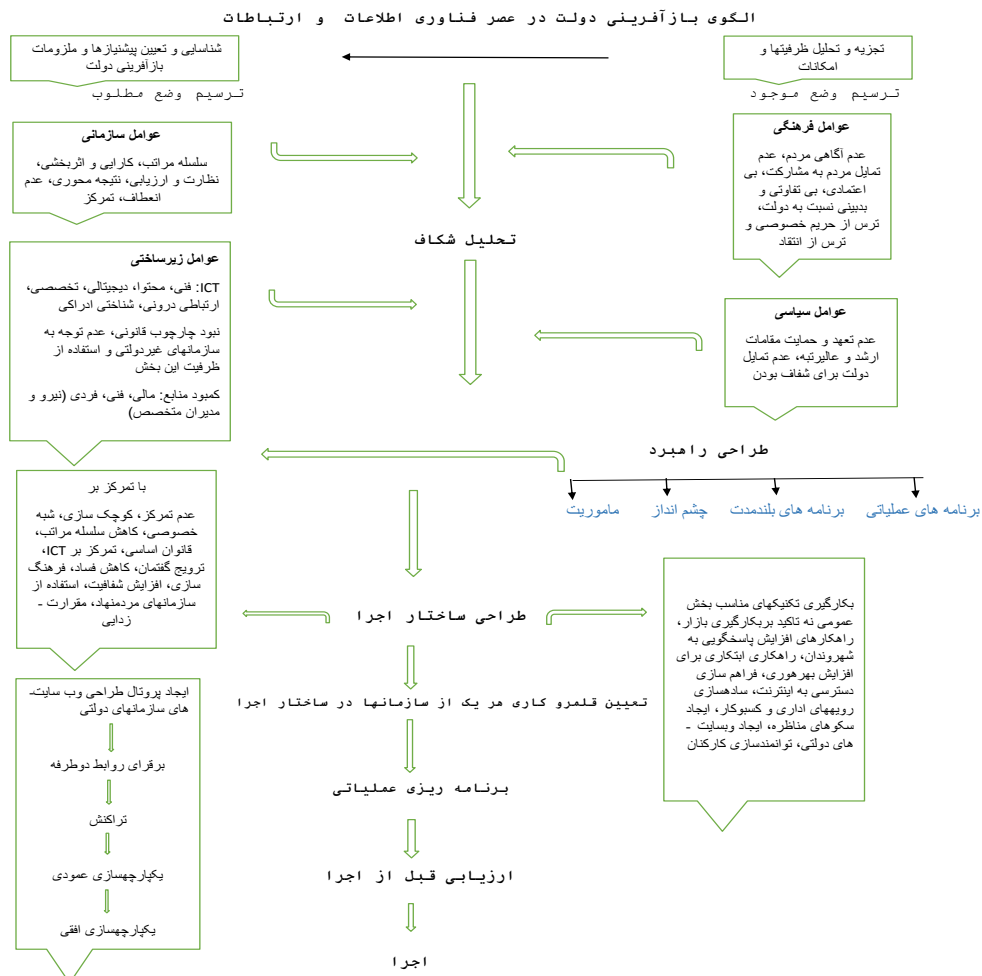 الگوی بازآفرینی دولت در عصر فناوری اطلاعات و ارتباطات
تجزیه و تحلیل ظرفیتها و
امکانات
شناسایی و تعیین پیشنیازها و ملزومات
بازآفرینی دولت
ترسیم وضع موجود
ترسیم وضع مطلوب
عوامل فرهنگی
عدم آگاهی مردم، عدم
تمایل مردم به مشارکت، بی
اعتمادی، بی تفاوتی و
بدبینی نسبت به دولت،
ترس از حریم خصوصی و
ترس از انتقاد
عوامل سازمانی
سلسله مراتب، کارایی و اثربخشی،
نظارت و ارزیابی، نتیجه محوری، عدم
انعطاف، تمرکز
تحلیل شکاف
عوامل زیرساختی
ICT: فنی، محتوا، دیجیتالی، تخصصی،
ارتباطی درونی، شناختی ادراکی
نبود چارچوب قانونی، عدم توجه به
سازمانهای غیردولتی و استفاده از
ظرفیت این بخش
کمبود منابع: مالی، فنی، فردی (نیرو و
مدیران متخصص)
عوامل سیاسی
عدم تعهد و حمایت مقامات
ارشد و عالیرتبه، عدم تمایل
دولت برای شفاف بودن
طراحی راهبرد
برنامه های عملیاتی
برنامه های بلندمدت
چشم انداز
ماموریت
با تمرکز بر
عدم تمرکز، کوچک سازی، شبه
خصوصی، کاهش سلسله مراتب،
قانون اساسی، تمرکز بر ICT،
ترویج گفتمان، کاهش فساد، فرهنگ
سازی، افزایش شفافیت، استفاده از
سازمانهای مردمنهاد، مقرارت -
زدایی
طراحی ساختار اجرا
بکارگیری تکنیکهای مناسب بخش
عمومی نه تاکید بربکارگیری بازار،
راهکارهای افزایش پاسخگویی به
شهروندان، راهکاری ابتکاری برای
افزایش بهرهوری، فراهم سازی
دسترسی به اینترنت، سادهسازی
رویههای اداری و کسبوکار، ایجاد
سکوهای مناظره، ایجاد وبسایت -
های دولتی، توانمندسازی کارکنان
تعیین قلمرو کاری هر یک از سازمانها در ساختار اجرا
برنامه ریزی عملیاتی
ارزیابی قبل از اجرا
اجرا
ایجاد پروتال طراحی وب سایت-
های سازمانهای دولتی
برقرای روابط دوطرفه
تراکنش
یکپارچهسازی عمودی
یکپارچهسازی افقی